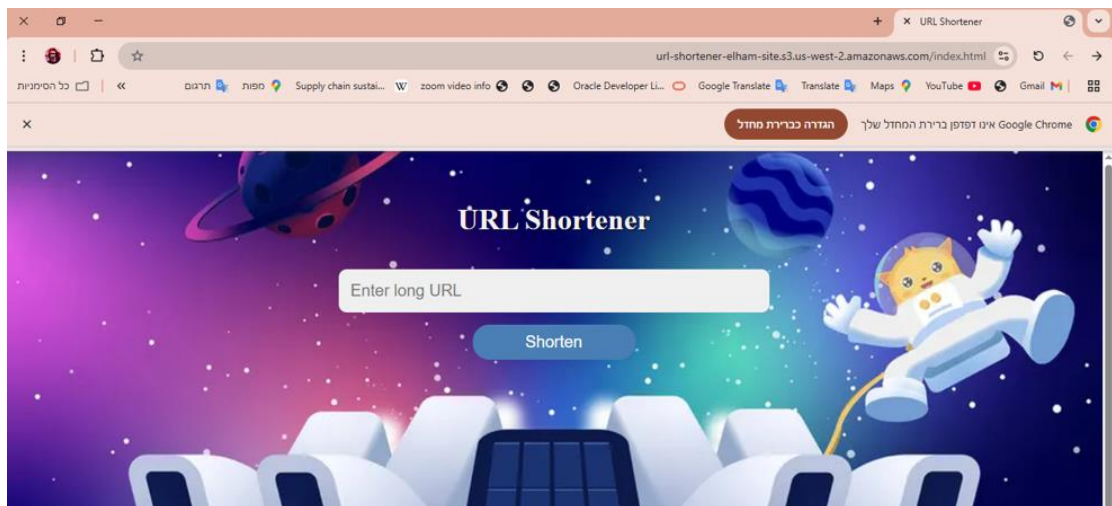 URL Shortener
url-shortener-elham-site.s3.us-west-2.amazonaws.com/index.html
Gmail YouTube Maps Translate Google Translate Oracle Developer Li... zoom video info Supply chain sustai... מפות תרגום » כל הסימניות
Google Chrome אינו דפדפן ברירת המחדל שלך הגדרה כברירת מחדל
URL Shortener
Enter long URL
Shorten